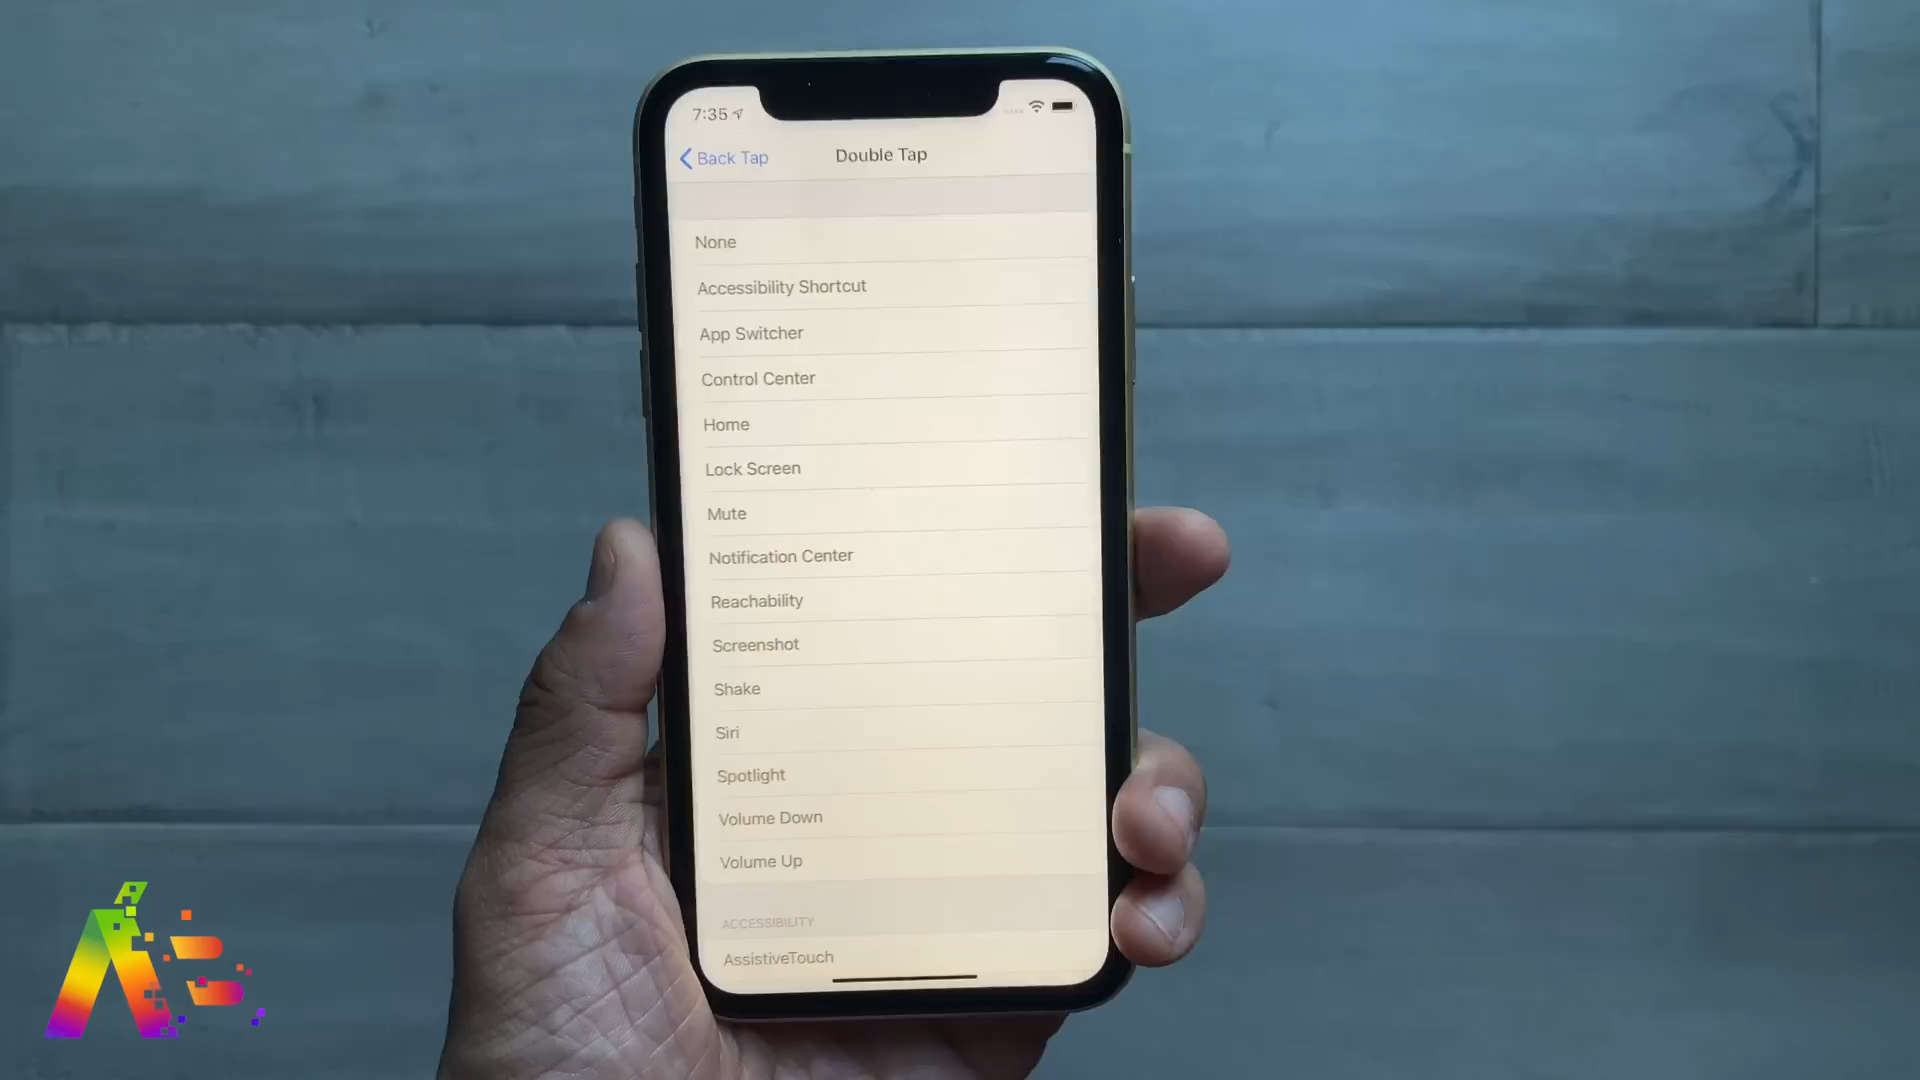 7:35
Back Tap
Double Tap
None
Accessibility Shortcut
App Switcher
Control Center
Home
Lock Screen
Mute
Notification Center
Reachability
Screenshot
Shake
Siri
Spotlight
Volume Down
Volume Up
ACCESSIBILITY
AssistiveTouch